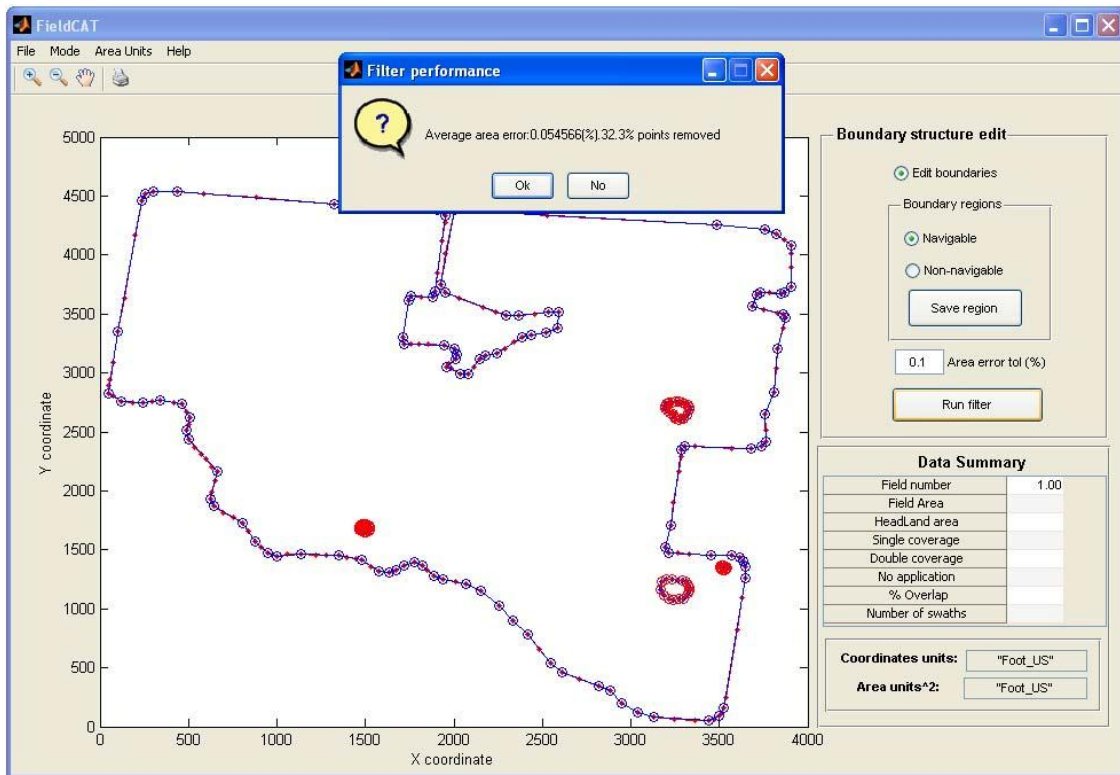 FieldCAT
File Mode Area Units Help
Filter performance
?
Average area error:0.054566(%).32.3% points removed
Ok No
5000
4500
4000
3500
3000
2500
2000
1500
1000
500
0
Y coordinate
0 500 1000 1500 2000 2500 3000 3500 4000
X coordinate
Boundary structure edit
Edit boundaries
Boundary regions
Navigable
Non-navigable
Save region
0.1 Area error tol (%)
Run filter
Data Summary
Field number 1.00
Field Area
HeadLand area
Single coverage
Double coverage
No application
% Overlap
Number of swaths
Coordinates units: "Foot_US"
Area units^2: "Foot_US"